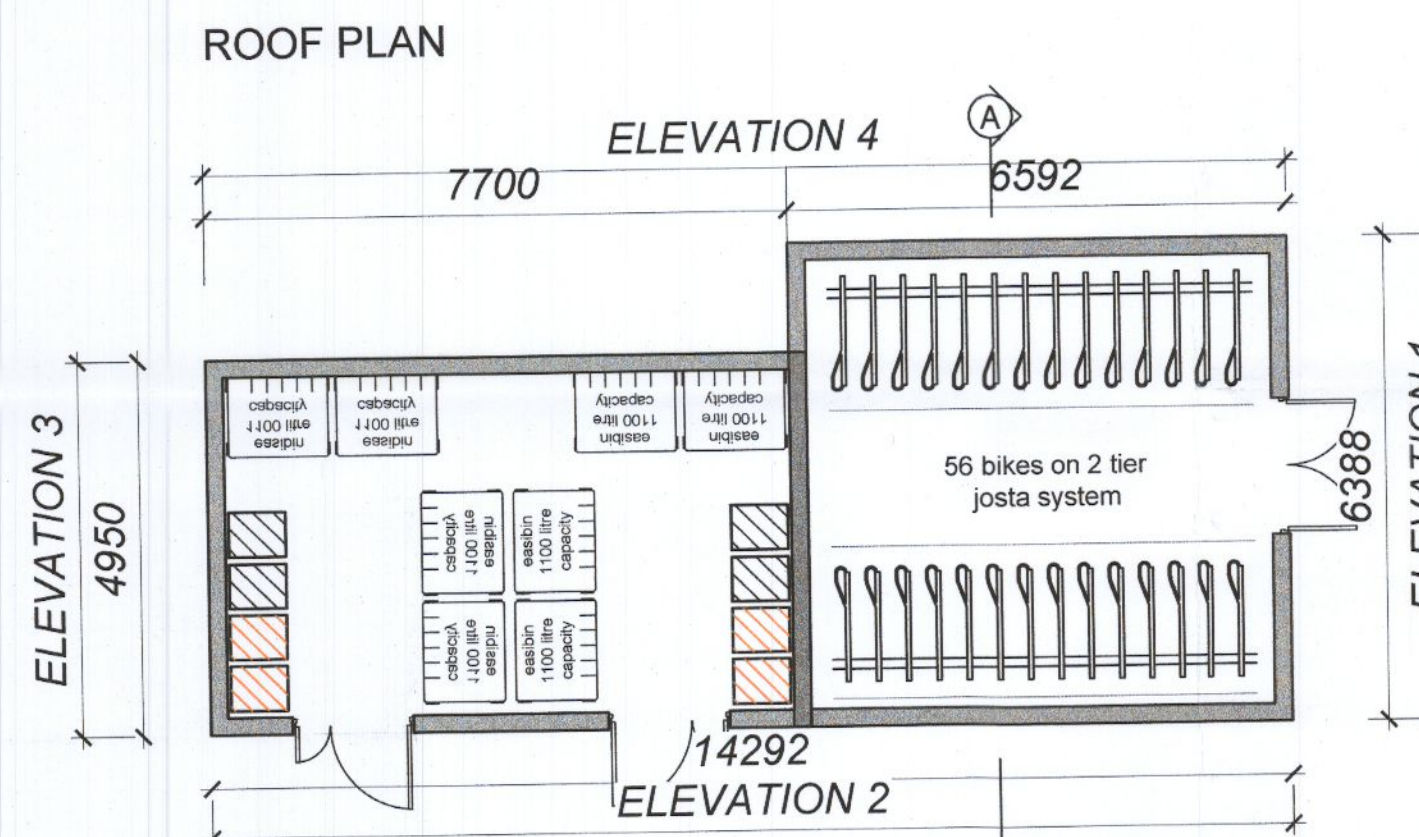 ROOF PLAN
A
ELEVATION 4
7700
6592
ELEVATION 3
4950
easibin
1100 litre
capacity
easibin
1100 litre
capacity
easibin
1100 litre
capacity
easibin
1100 litre
capacity
easibin
1100 litre
capacity
easibin
1100 litre
capacity
easibin
1100 litre
capacity
easibin
1100 litre
capacity
56 bikes on 2 tier
josta system
6388
14292
ELEVATION 2